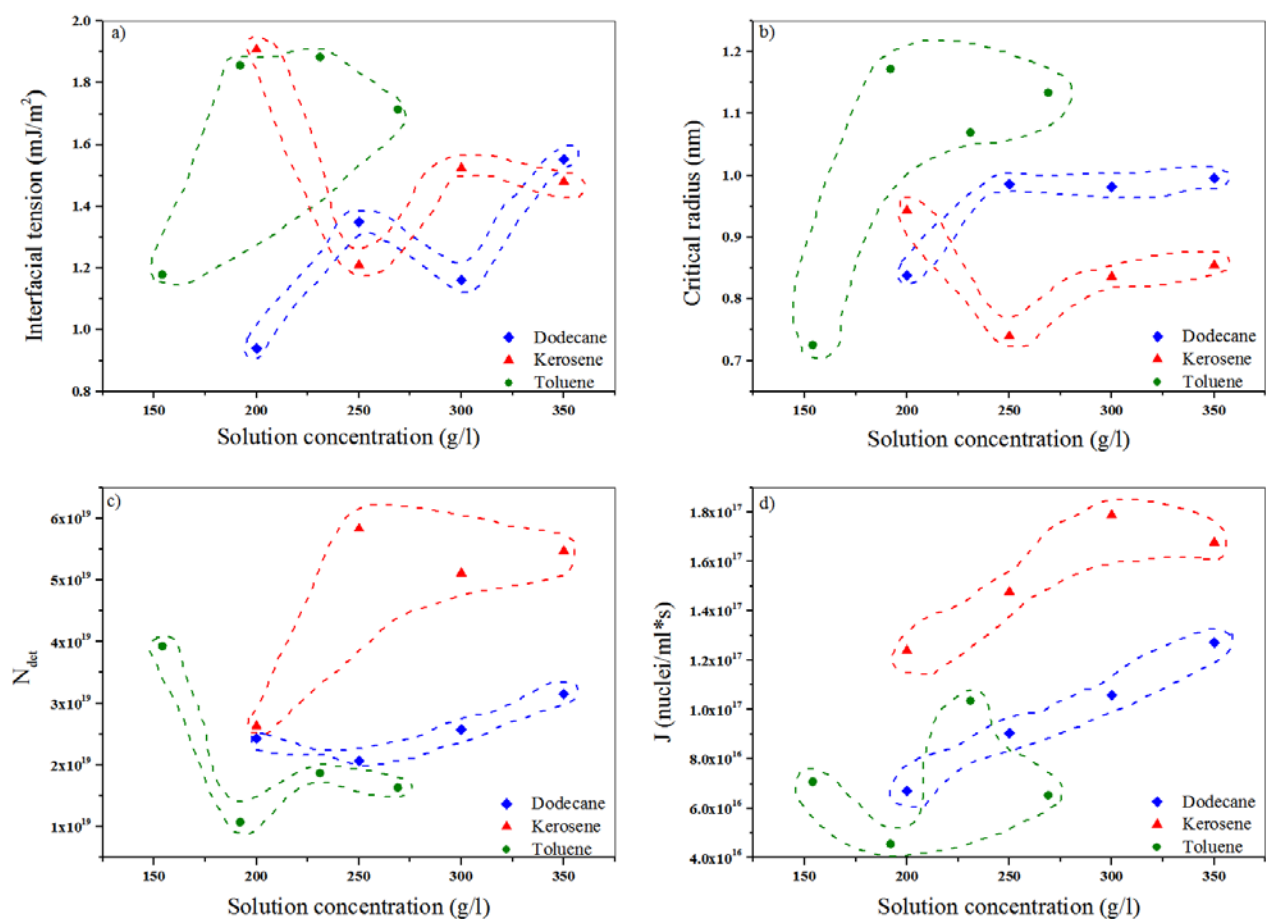 a)
Interfacial tension (mJ/m²)
2.0
1.8
1.6
1.4
1.2
1.0
0.8
Dodecane
Kerosene
Toluene
150 200 250 300 350
Solution concentration (g/l)
b)
Critical radius (nm)
1.2
1.1
1.0
0.9
0.8
0.7
Dodecane
Kerosene
Toluene
150 200 250 300 350
Solution concentration (g/l)
c)
N_det
6x10¹⁹
5x10¹⁹
4x10¹⁹
3x10¹⁹
2x10¹⁹
1x10¹⁹
Dodecane
Kerosene
Toluene
150 200 250 300 350
Solution concentration (g/l)
d)
J (nuclei/ml*s)
1.8x10¹⁷
1.6x10¹⁷
1.4x10¹⁷
1.2x10¹⁷
1.0x10¹⁷
8.0x10¹⁶
6.0x10¹⁶
4.0x10¹⁶
Dodecane
Kerosene
Toluene
150 200 250 300 350
Solution concentration (g/l)